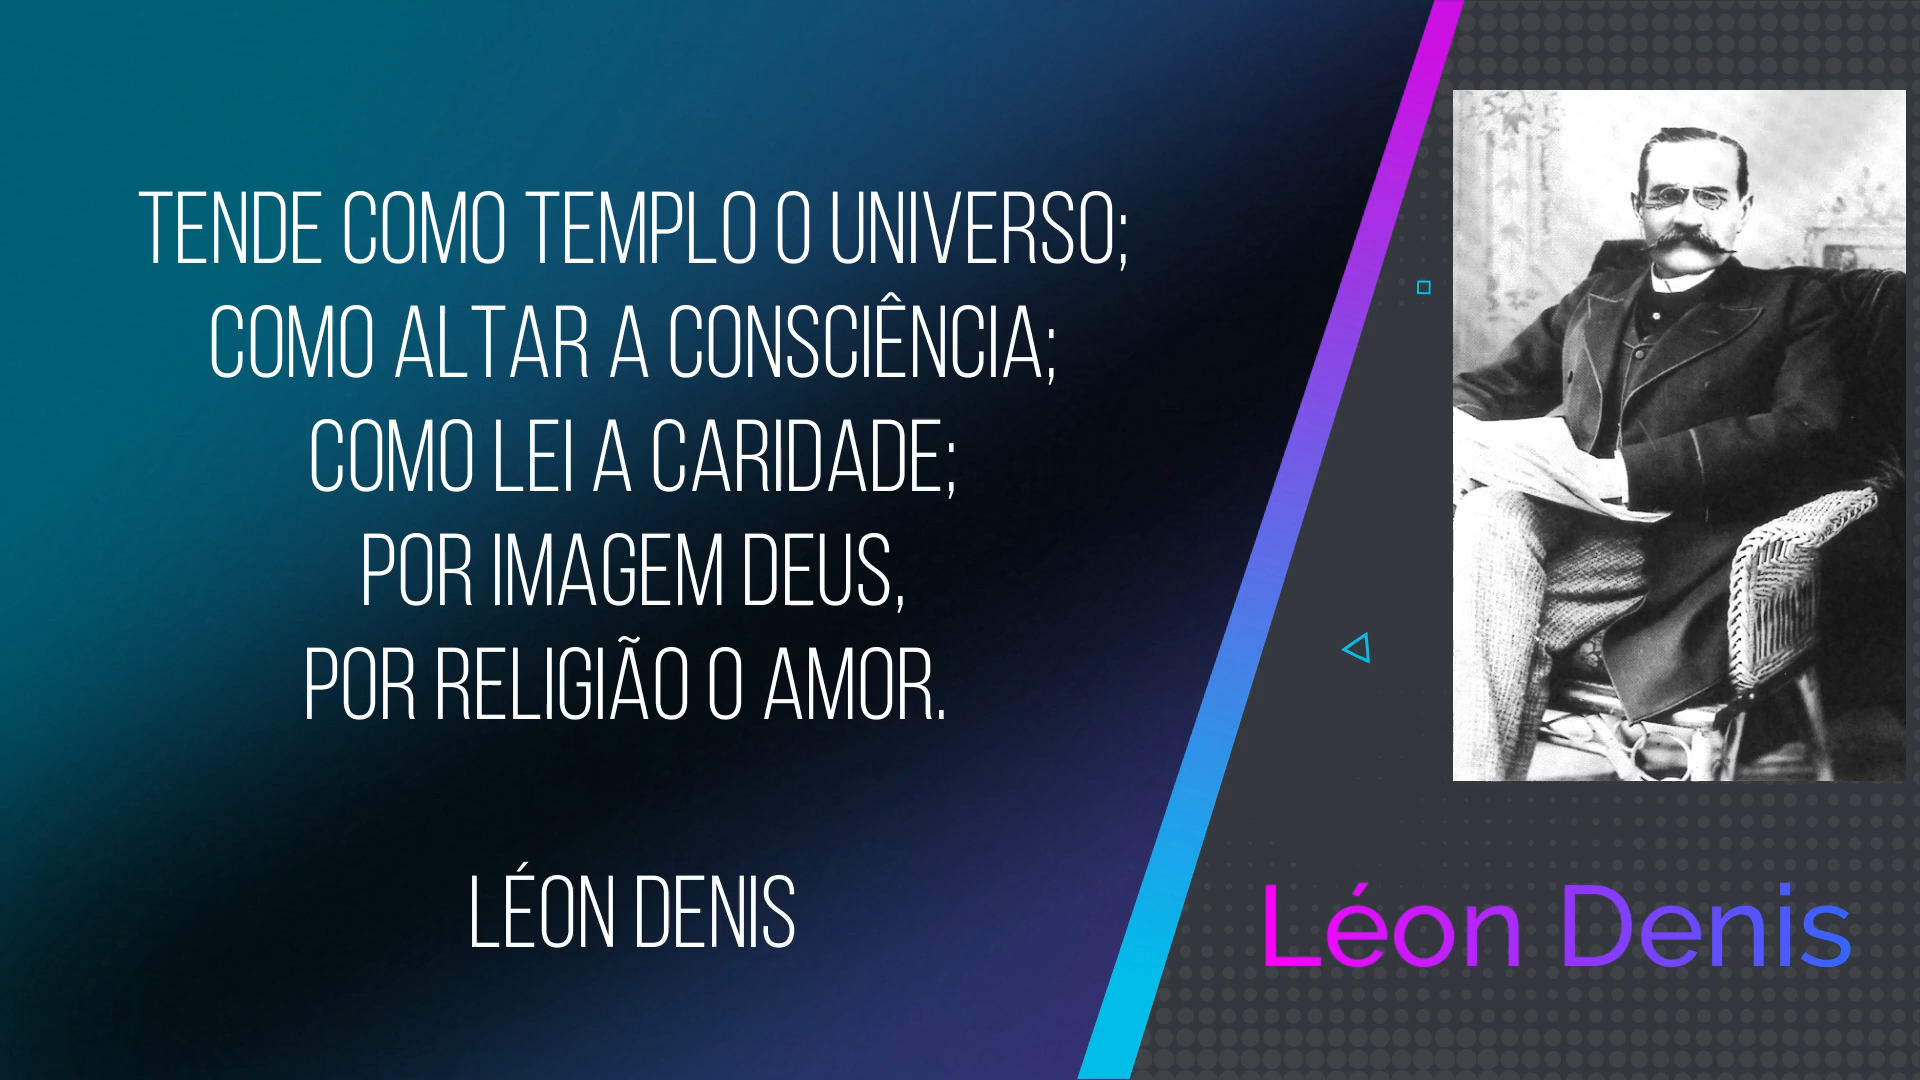 TENDE COMO TEMPLO O UNIVERSO;
COMO ALTAR A CONSCIÊNCIA;
COMO LEI A CARIDADE;
POR IMAGEM DEUS,
POR RELIGIÃO O AMOR.
LÉON DENIS
Léon Denis